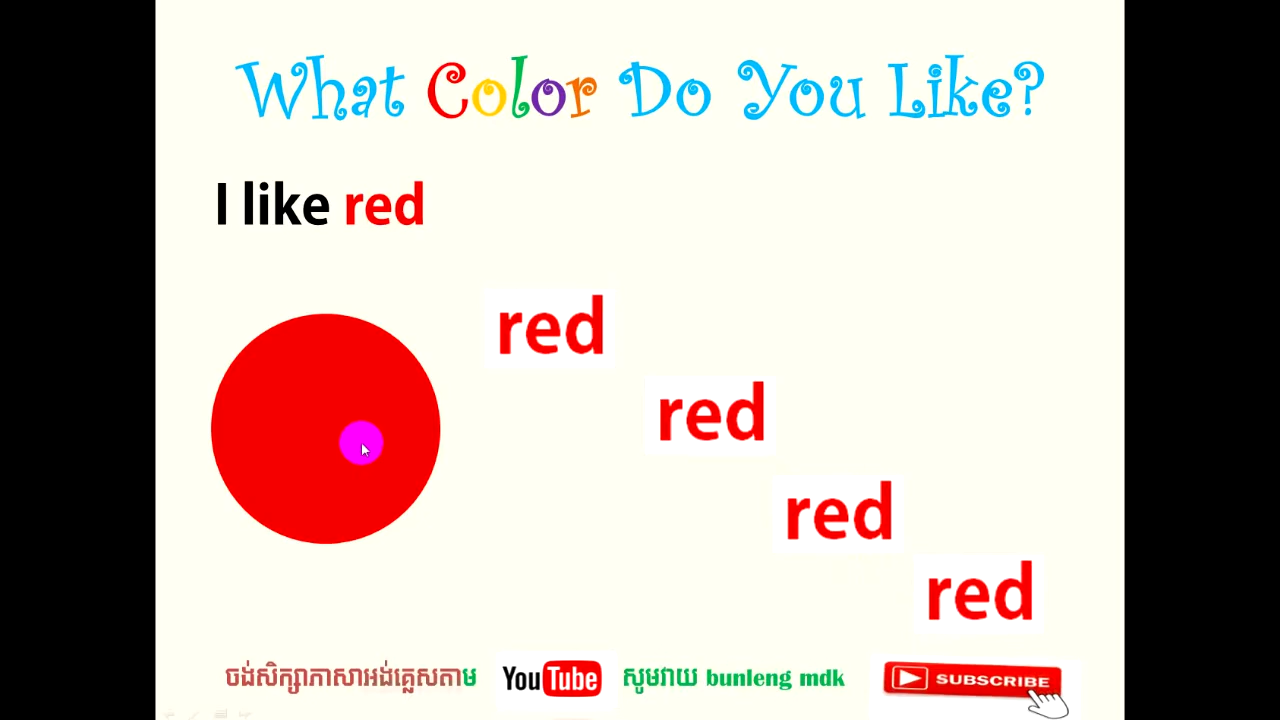 What Color Do You Like?
I like red
red
red
red
red
ចង់សិក្សាភាសាអង់គ្លេសតាម YouTube សូមវាយ bunleng mdk SUBSCRIBE